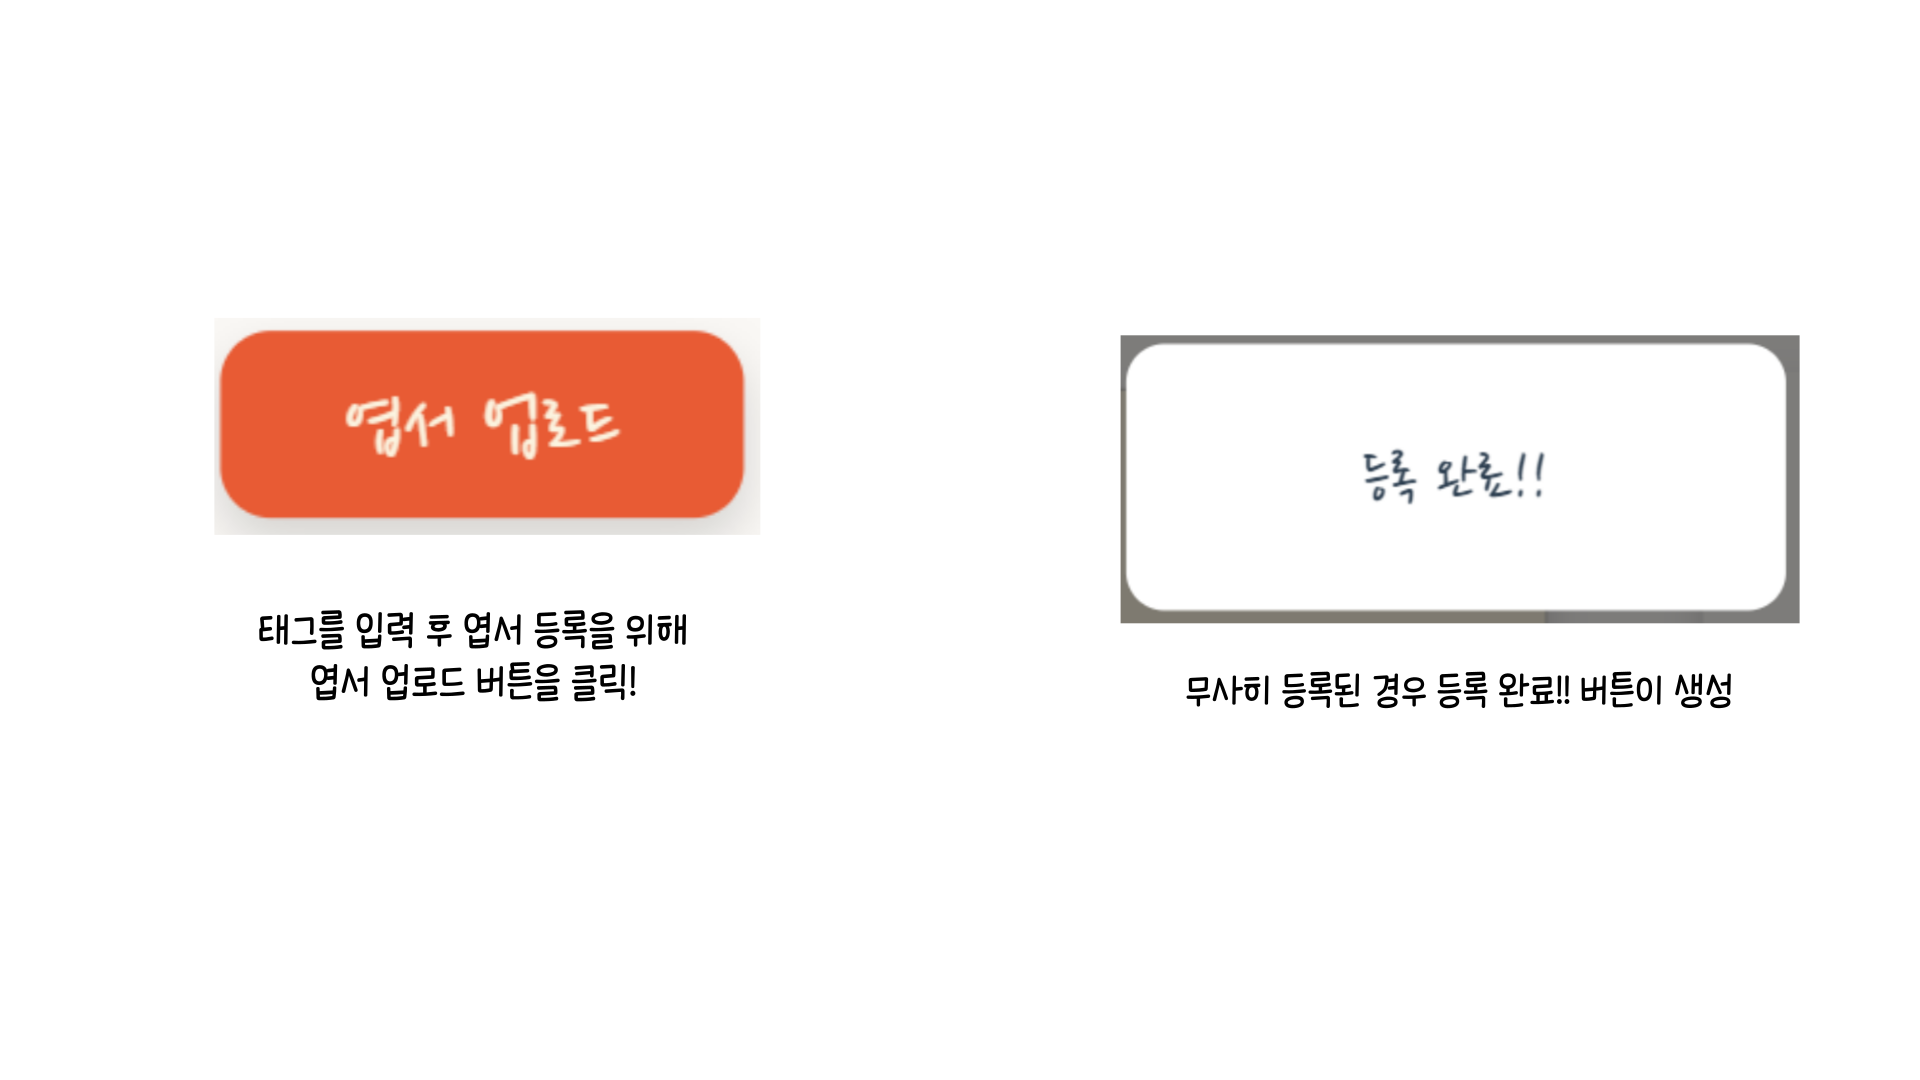 엽서 업로드
태그를 입력 후 엽서 등록을 위해
엽서 업로드 버튼을 클릭!
등록 완료!!
무사히 등록된 경우 등록 완료!! 버튼이 생성